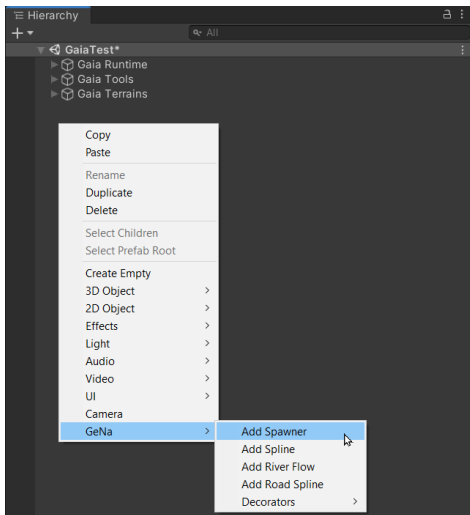 Hierarchy
All
GaiaTest*
Gaia Runtime
Gaia Tools
Gaia Terrains
Copy
Paste
Rename
Duplicate
Delete
Select Children
Select Prefab Root
Create Empty
3D Object
2D Object
Effects
Light
Audio
Video
UI
Camera
GeNa
Add Spawner
Add Spline
Add River Flow
Add Road Spline
Decorators